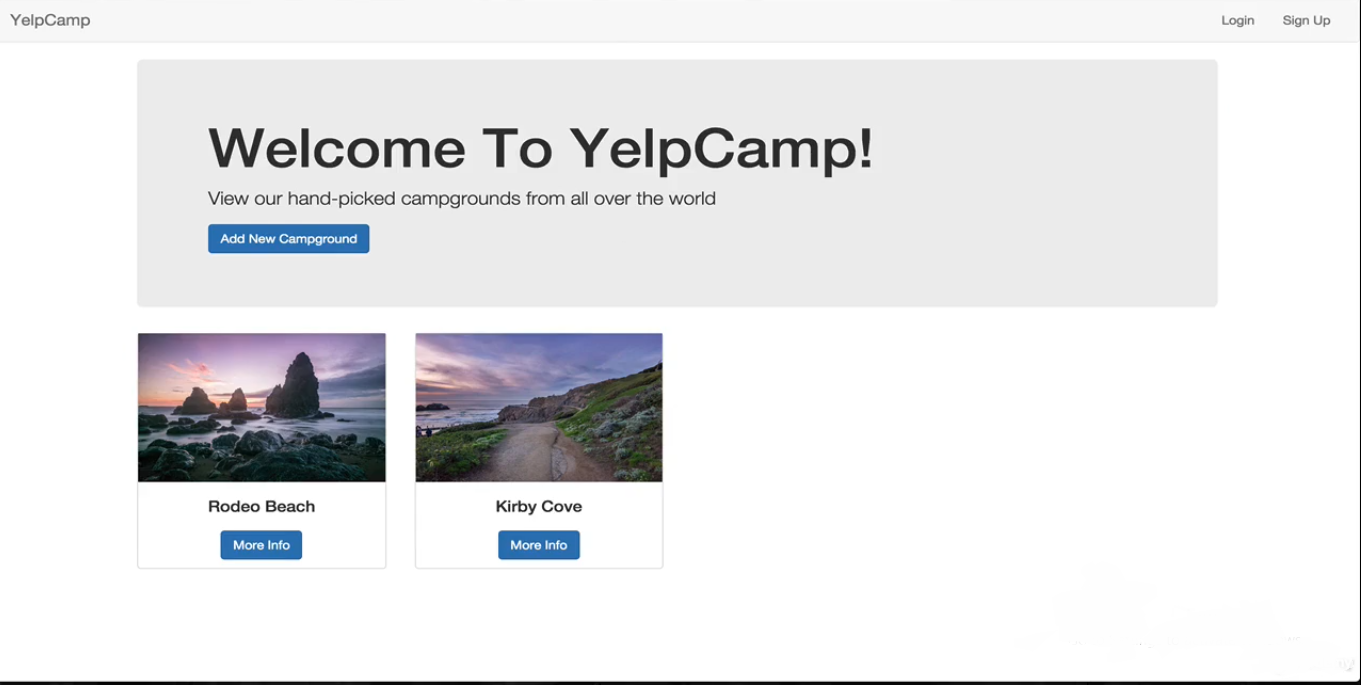 YelpCamp
Login
Sign Up
Welcome To YelpCamp!
View our hand-picked campgrounds from all over the world
Add New Campground
Rodeo Beach
Kirby Cove
More Info
More Info